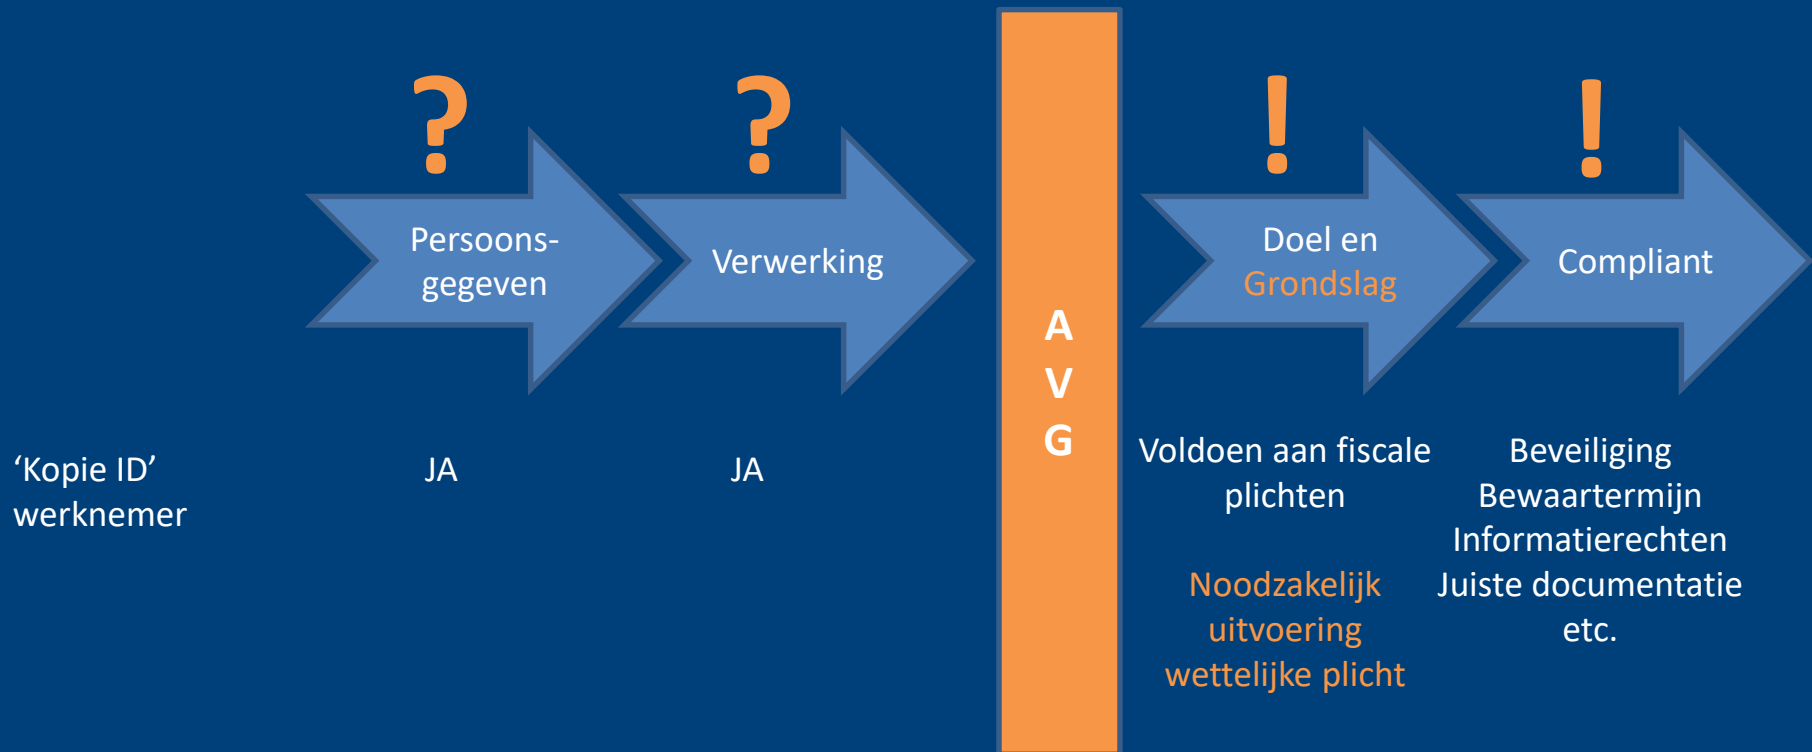 ?
?
!
!
Persoons-
gegeven
Verwerking
A
V
G
Doel en
Grondslag
Compliant
‘Kopie ID’
werknemer
JA
JA
Voldoen aan fiscale
plichten
Noodzakelijk
uitvoering
wettelijke plicht
Beveiliging
Bewaartermijn
Informatierechten
Juiste documentatie
etc.